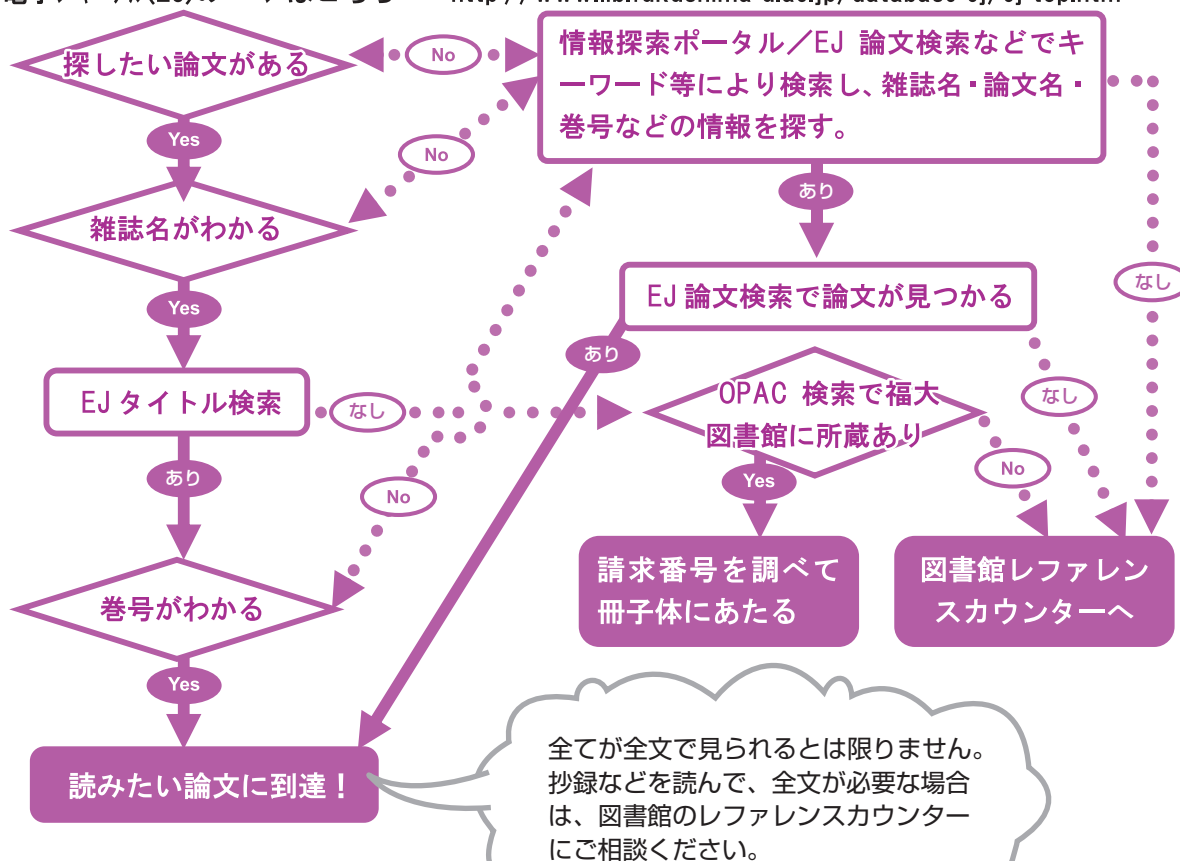 探したい論文がある
No
情報探索ポータル／EJ 論文検索などでキ
ーワード等により検索し、雑誌名・論文名・
巻号などの情報を探す。
Yes
No
あり
雑誌名がわかる
なし
EJ 論文検索で論文が見つかる
Yes
あり
EJ タイトル検索
なし
OPAC 検索で福大
図書館に所蔵あり
なし
あり
No
Yes
No
請求番号を調べて
冊子体にあたる
図書館レファレン
スカウンターへ
巻号がわかる
Yes
読みたい論文に到達！
全てが全文で見られるとは限りません。
抄録などを読んで、全文が必要な場合
は、図書館のレファレンスカウンター
にご相談ください。